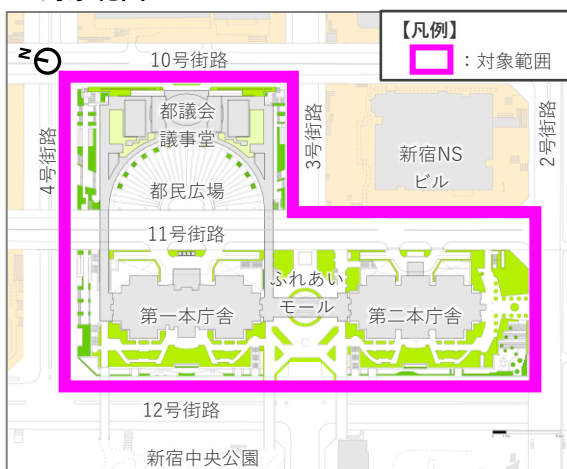 【凡例】
：対象範囲
N
10号街路
都議会
議事堂
4号街路
3号街路
2号街路
新宿NS
ビル
都民広場
11号街路
ふれあい
モール
第一本庁舎
第二本庁舎
12号街路
新宿中央公園